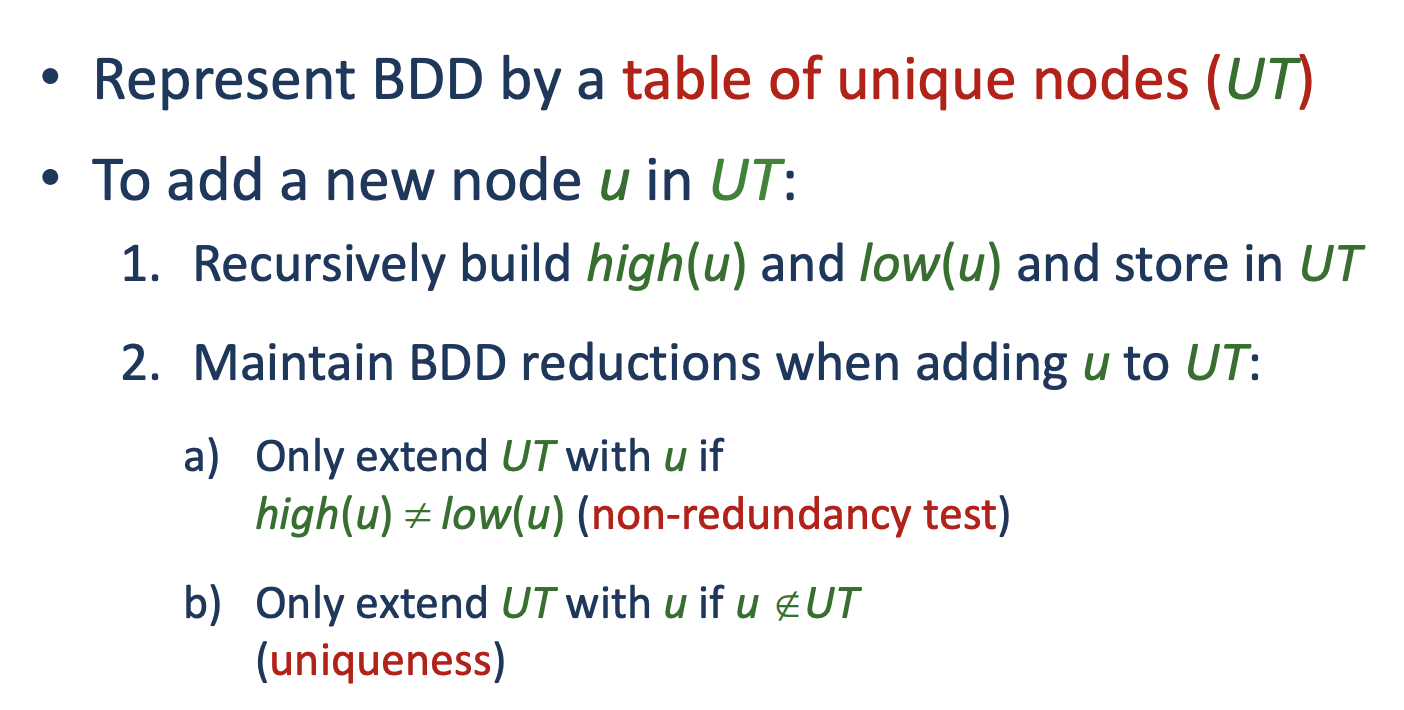 • Represent BDD by a table of unique nodes (UT)
• To add a new node u in UT:
1. Recursively build high(u) and low(u) and store in UT
2. Maintain BDD reductions when adding u to UT:
a) Only extend UT with u if
high(u) ≠ low(u) (non-redundancy test)
b) Only extend UT with u if u ∉ UT
(uniqueness)